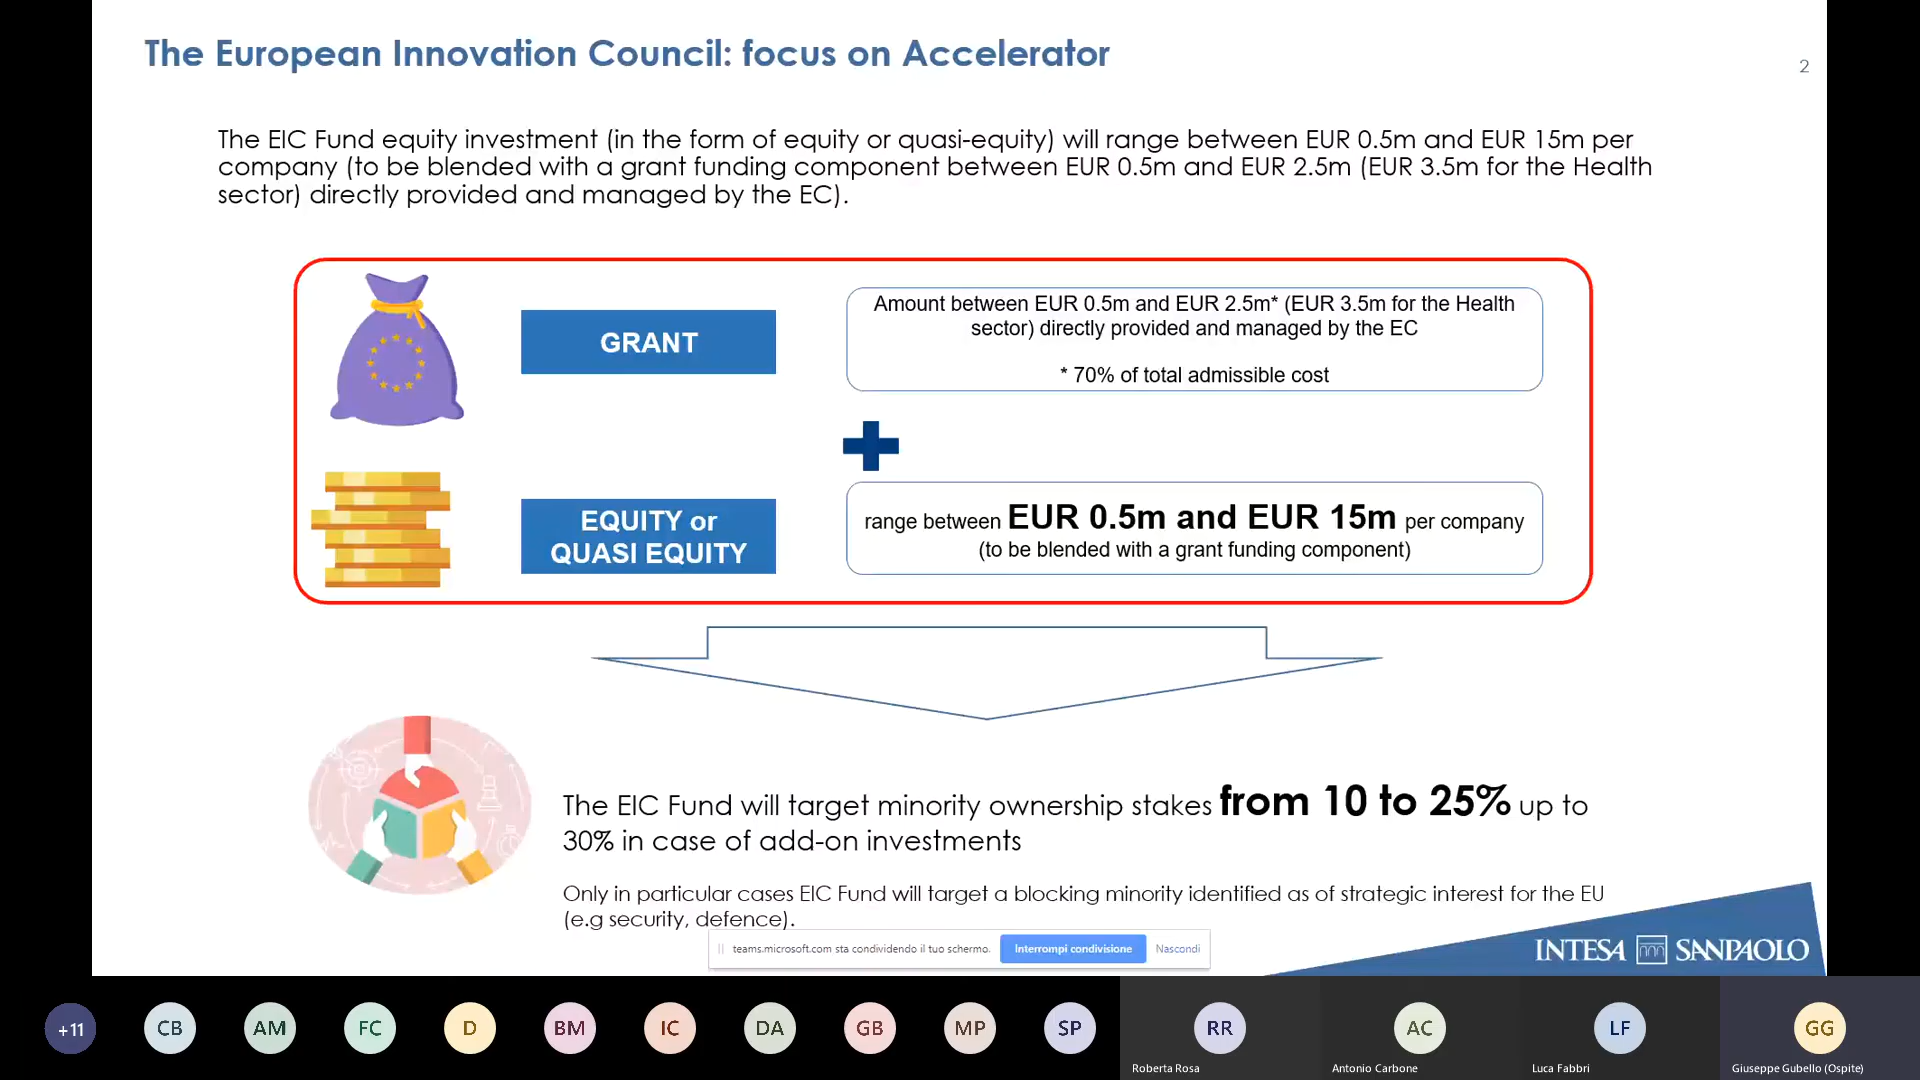 The European Innovation Council: focus on Accelerator
2
The EIC Fund equity investment (in the form of equity or quasi-equity) will range between EUR 0.5m and EUR 15m per
company (to be blended with a grant funding component between EUR 0.5m and EUR 2.5m (EUR 3.5m for the Health
sector) directly provided and managed by the EC).
GRANT
Amount between EUR 0.5m and EUR 2.5m* (EUR 3.5m for the Health
sector) directly provided and managed by the EC
* 70% of total admissible cost
EQUITY or
QUASI EQUITY
range between EUR 0.5m and EUR 15m per company
(to be blended with a grant funding component)
The EIC Fund will target minority ownership stakes from 10 to 25% up to
30% in case of add-on investments
Only in particular cases EIC Fund will target a blocking minority identified as of strategic interest for the EU
(e.g security, defence).
teams.microsoft.com sta condividendo il tuo schermo.
Interrompi condivisione
Nascondi
INTESA SANPAOLO
+11
CB
AM
FC
D
BM
IC
DA
GB
MP
SP
RR
AC
LF
GG
Roberta Rosa
Antonio Carbone
Luca Fabbri
Giuseppe Gubello (Ospite)